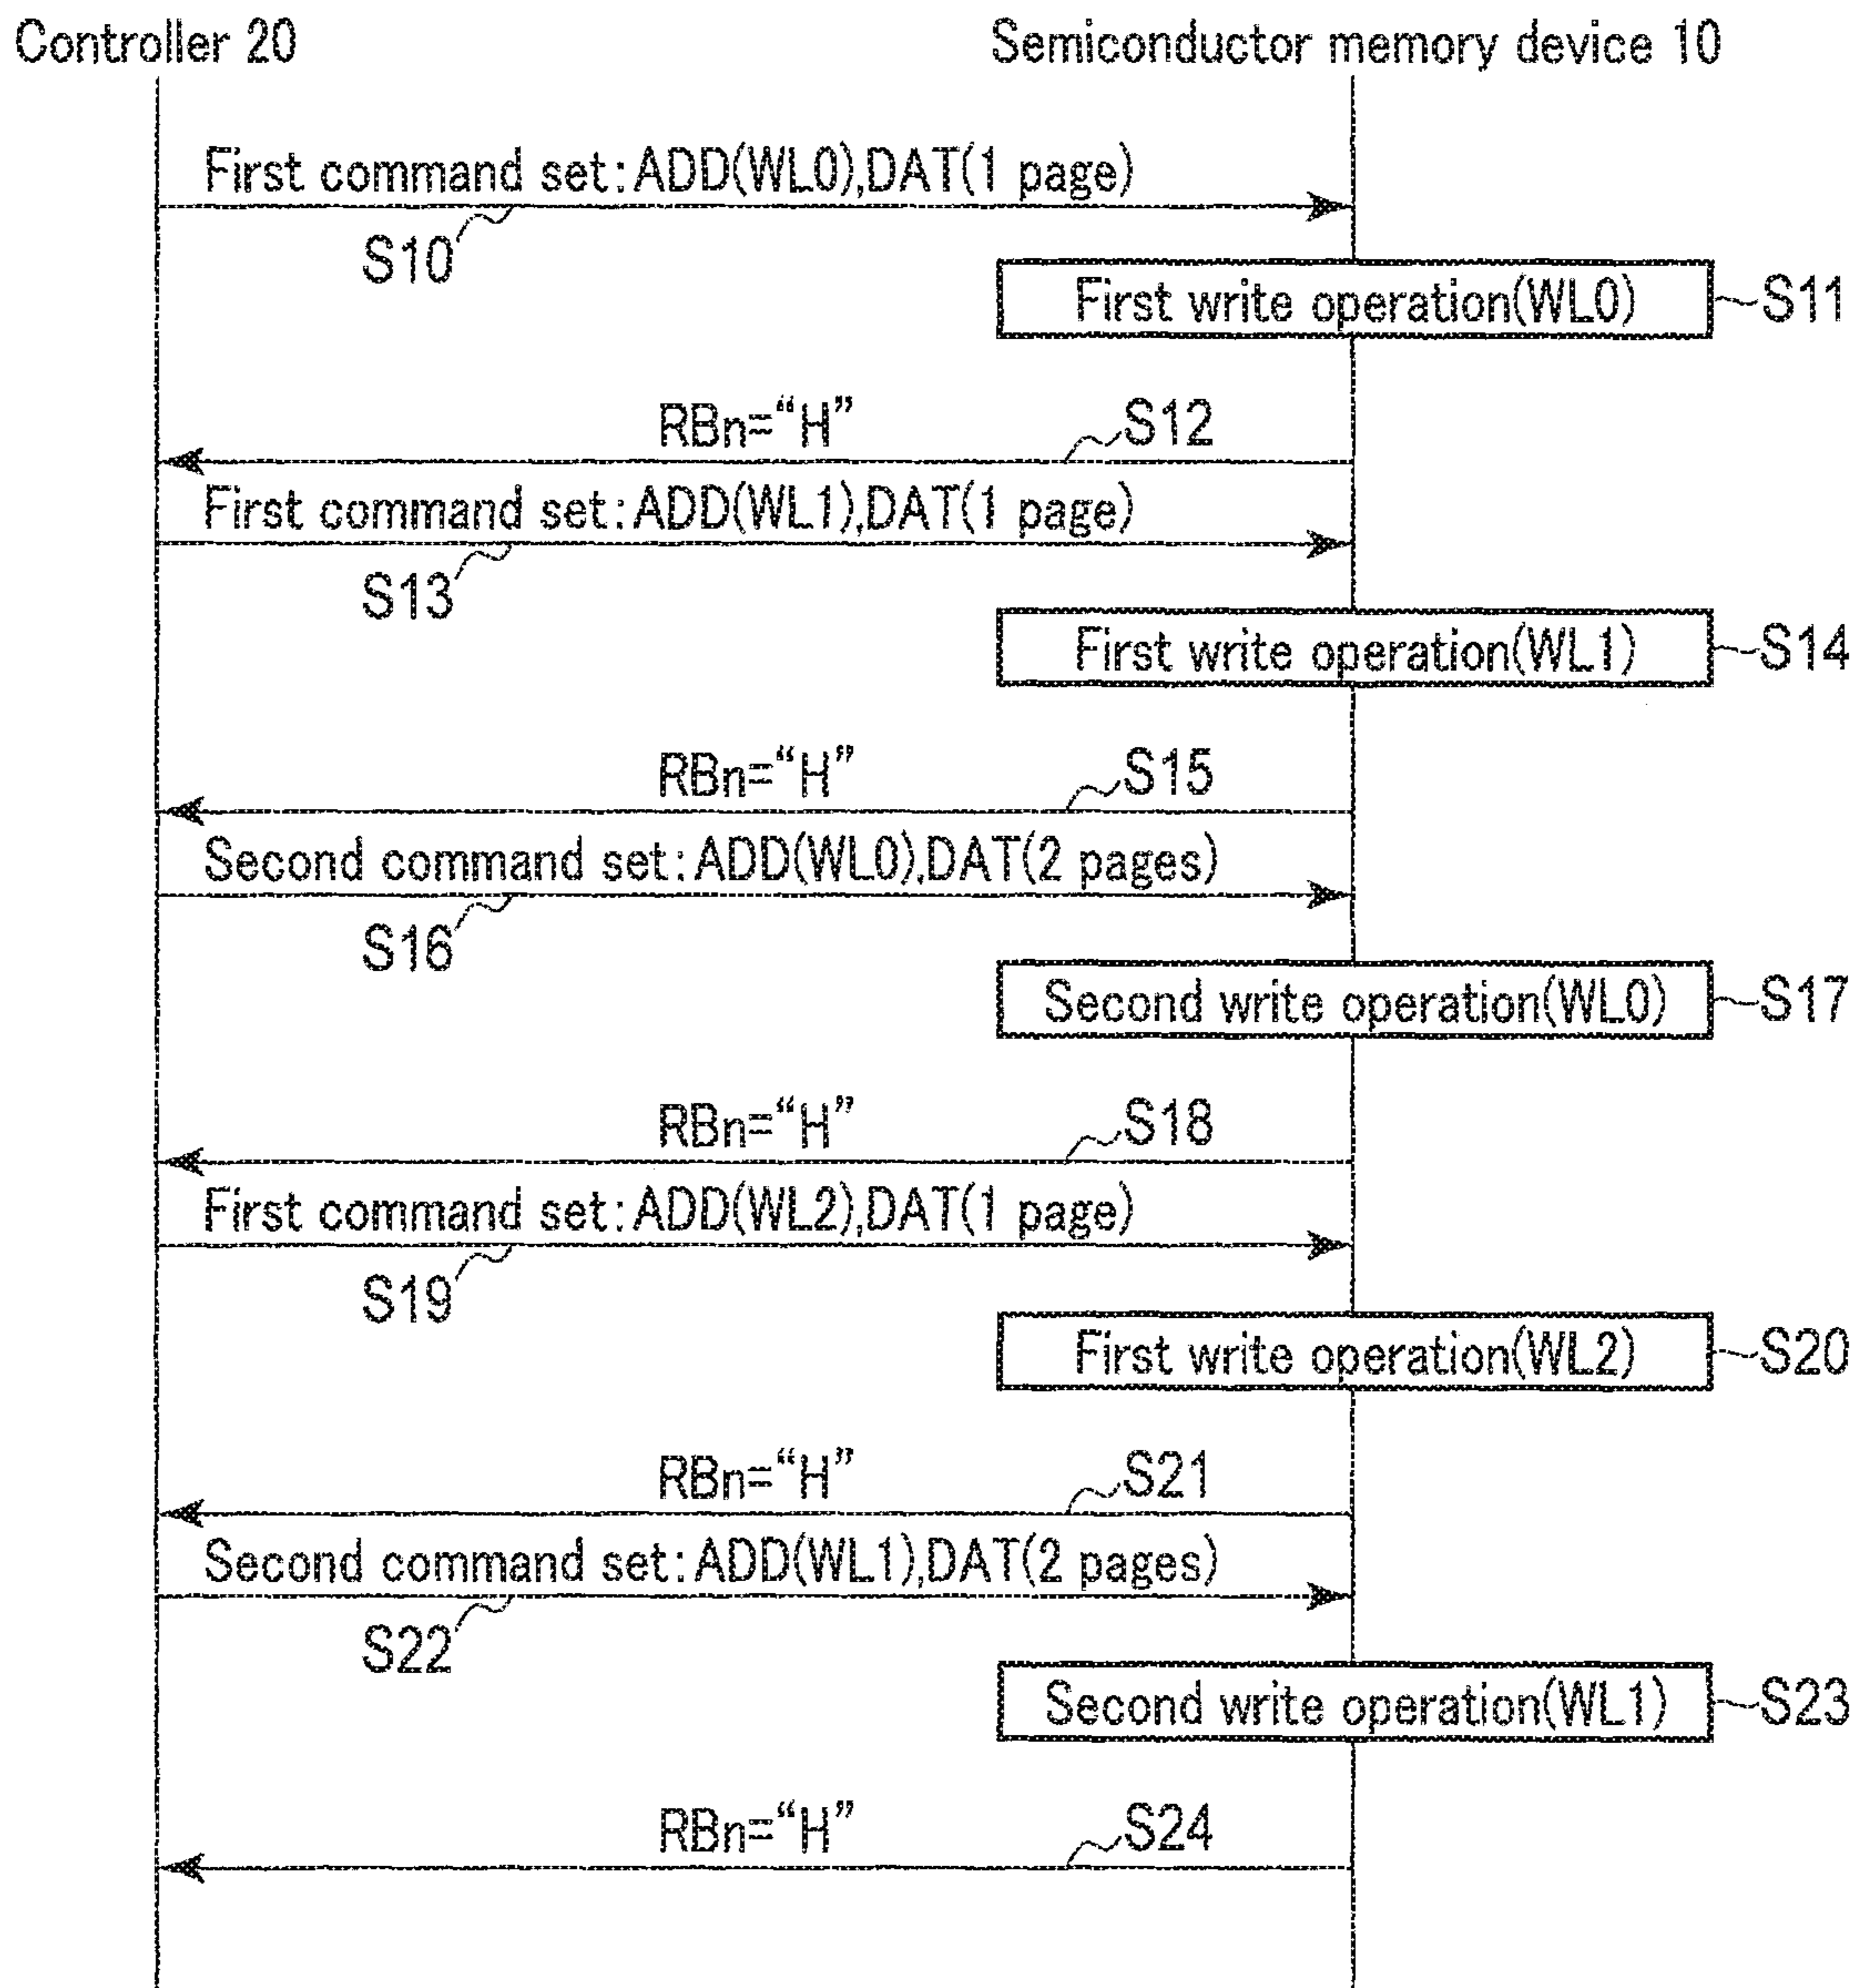 Controller 20
Semiconductor memory device 10
First command set:ADD(WL0),DAT(1 page)
S10
First write operation(WL0)
S11
RBn=“H”
S12
First command set:ADD(WL1),DAT(1 page)
S13
First write operation(WL1)
S14
RBn=“H”
S15
Second command set:ADD(WL0),DAT(2 pages)
S16
Second write operation(WL0)
S17
RBn=“H”
S18
First command set:ADD(WL2),DAT(1 page)
S19
First write operation(WL2)
S20
RBn=“H”
S21
Second command set:ADD(WL1),DAT(2 pages)
S22
Second write operation(WL1)
S23
RBn=“H”
S24